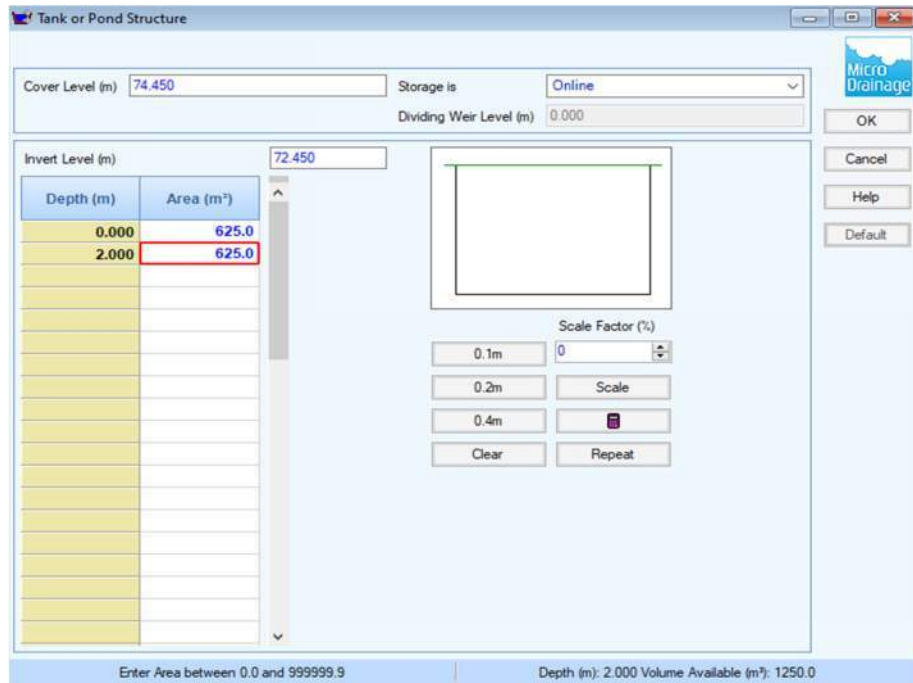 Tank or Pond Structure
Micro
Drainage
Cover Level (m) 74.450 Storage is Online
Dividing Weir Level (m) 0.000
OK
Cancel
Help
Default
Invert Level (m) 72.450
Depth (m) Area (m²)
0.000 625.0
2.000 625.0
Scale Factor (%)
0.1m 0
0.2m Scale
0.4m
Clear Repeat
Enter Area between 0.0 and 999999.9 Depth (m): 2.000 Volume Available (m³): 1250.0